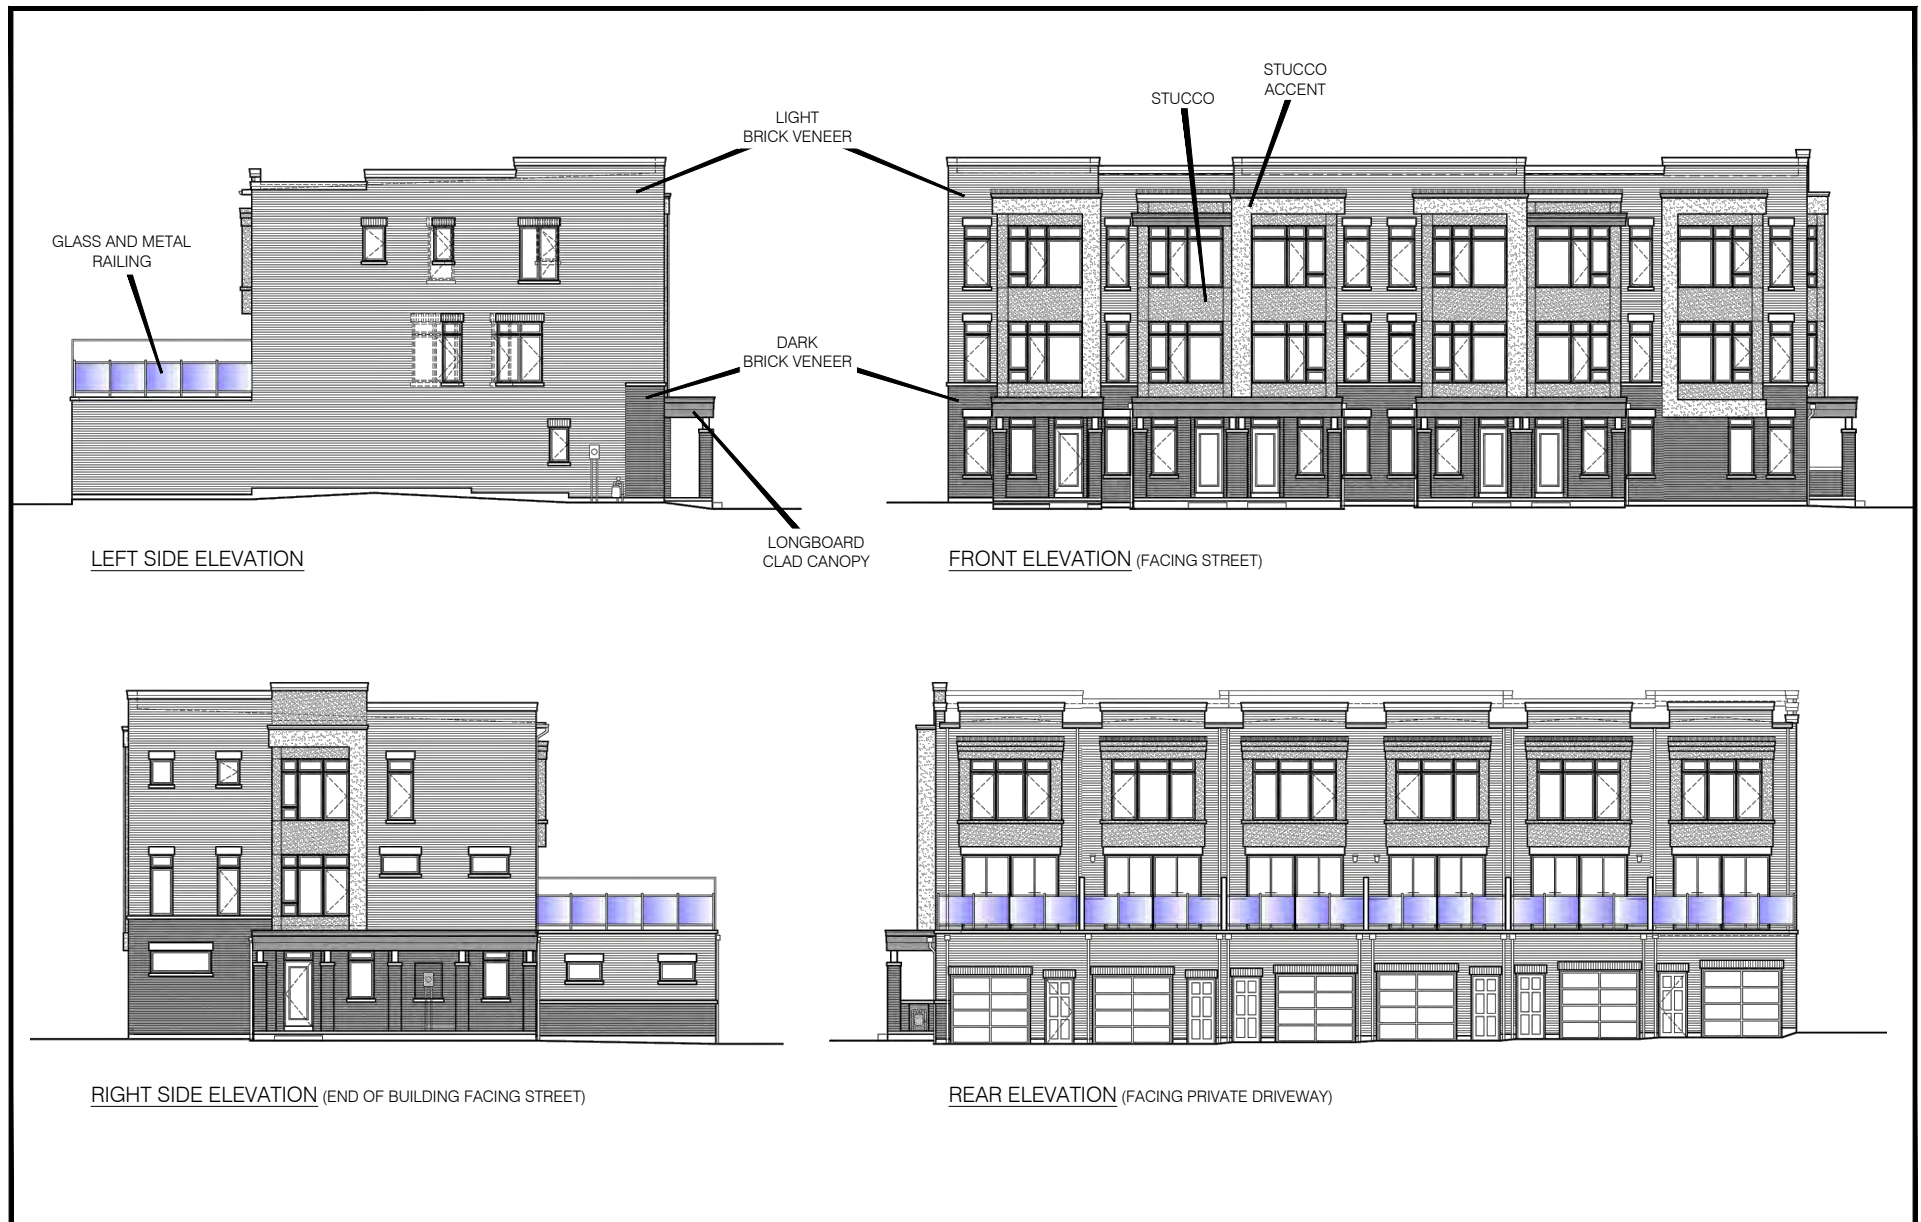 STUCCO
ACCENT
STUCCO
LIGHT
BRICK VENEER
GLASS AND METAL
RAILING
DARK
BRICK VENEER
LONGBOARD
CLAD CANOPY
LEFT SIDE ELEVATION
FRONT ELEVATION (FACING STREET)
RIGHT SIDE ELEVATION (END OF BUILDING FACING STREET)
REAR ELEVATION (FACING PRIVATE DRIVEWAY)